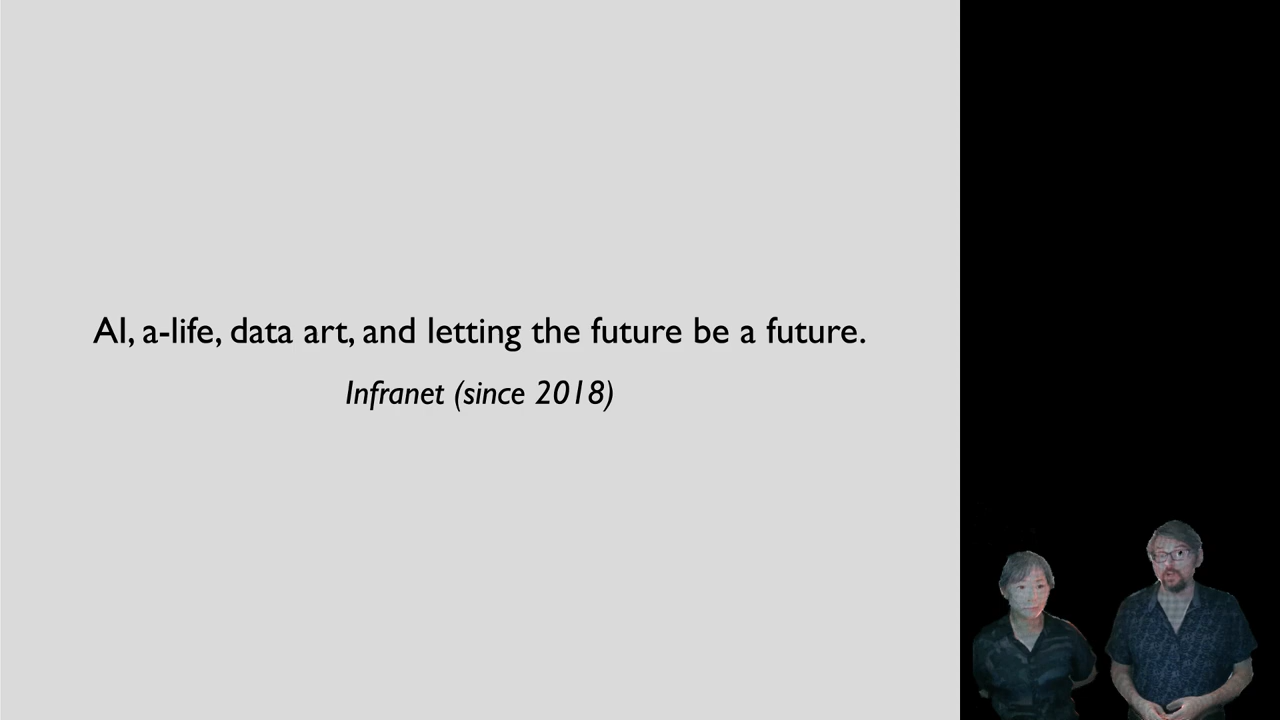 AI, a-life, data art, and letting the future be a future.
Infranet (since 2018)